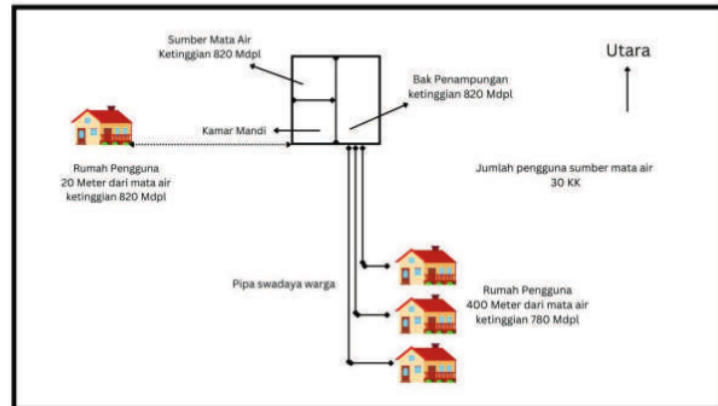 Sumber Mata Air
Ketinggian 820 Mdpl
Utara
Bak Penampungan
ketinggian 820 Mdpl
Kamar Mandi
Rumah Pengguna
20 Meter dari mata air
ketinggian 820 Mdpl
Jumlah pengguna sumber mata air
30 KK
Pipa swadaya warga
Rumah Pengguna
400 Meter dari mata air
ketinggian 780 Mdpl